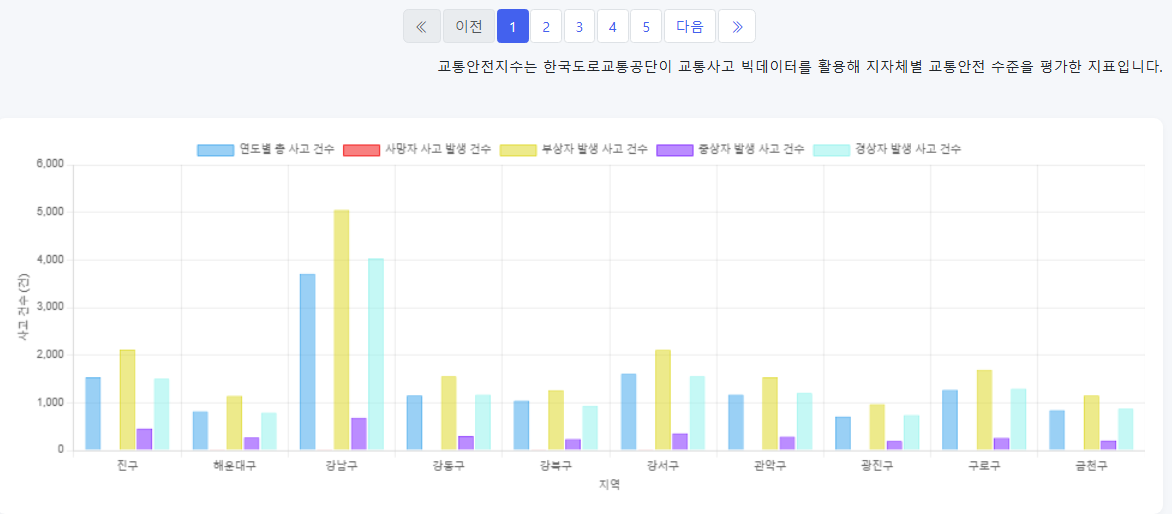 « 이전 1 2 3 4 5 다음 »
교통안전지수는 한국도로교통공단이 교통사고 빅데이터를 활용해 지자체별 교통안전 수준을 평가한 지표입니다.
연도별 총 사고 건수 사망자 사고 발생 건수 부상자 발생 사고 건수 중상자 발생 사고 건수 경상자 발생 사고 건수
6,000
5,000
4,000
3,000
2,000
1,000
0
사고 건수 (건)
진구 해운대구 강남구 강동구 강북구 강서구 관악구 광진구 구로구 금천구
지역